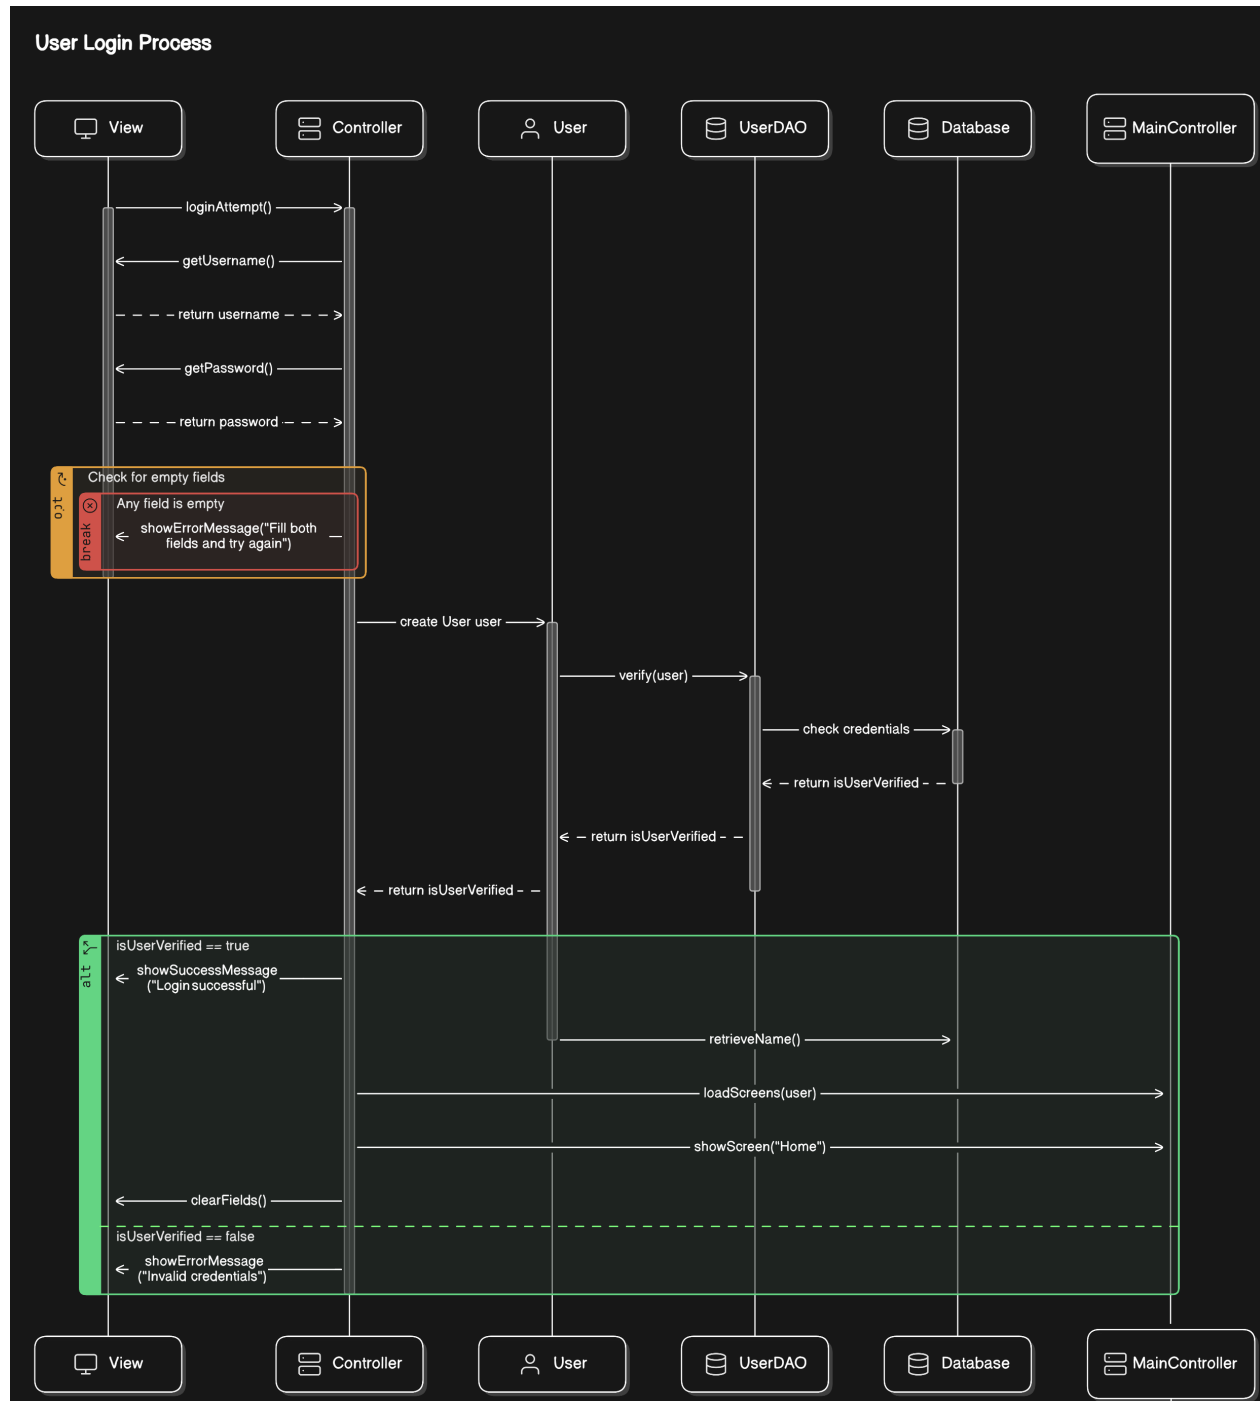 User Login Process
View
Controller
User
UserDAO
Database
MainController
loginAttempt()
getUsername()
return username
getPassword()
return password
opt
Check for empty fields
break
Any field is empty
showErrorMessage("Fill both
fields and try again")
create User user
verify(user)
check credentials
return isUserVerified
return isUserVerified
return isUserVerified
alt
isUserVerified == true
showSuccessMessage
("Login successful")
retrieveName()
loadScreens(user)
showScreen("Home")
clearFields()
isUserVerified == false
showErrorMessage
("Invalid credentials")
View
Controller
User
UserDAO
Database
MainController